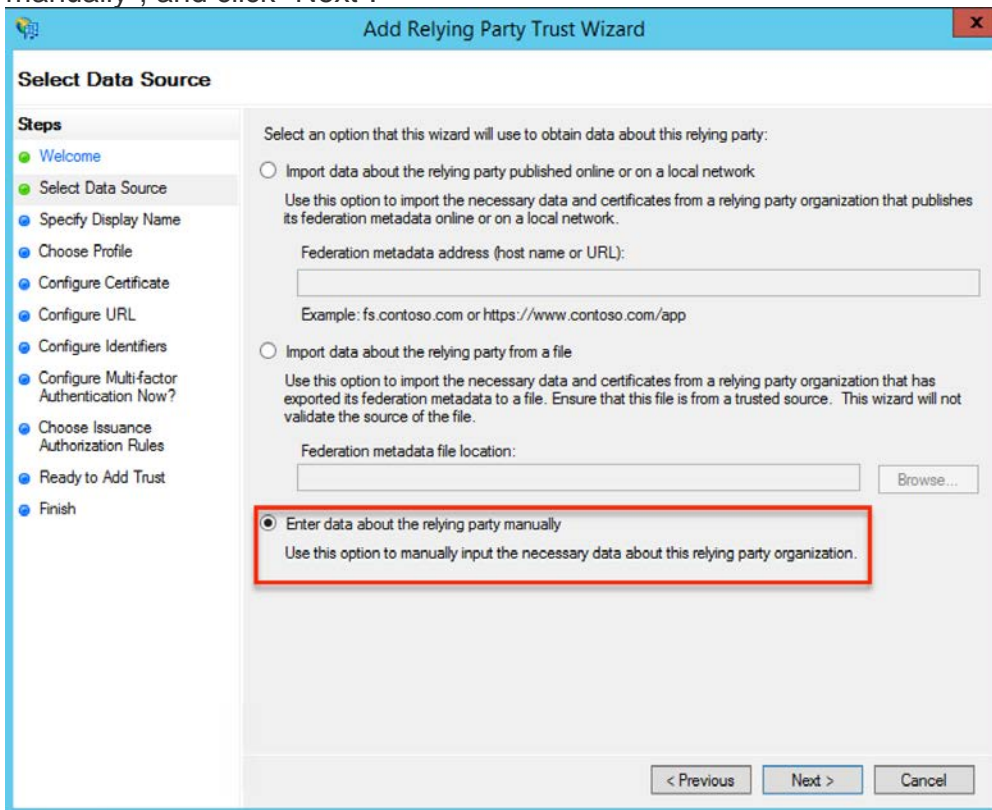 manually", and click "Next".
Add Relying Party Trust Wizard
x
Select Data Source
Steps
Welcome
Select Data Source
Specify Display Name
Choose Profile
Configure Certificate
Configure URL
Configure Identifiers
Configure Multi-factor
Authentication Now?
Choose Issuance
Authorization Rules
Ready to Add Trust
Finish
Select an option that this wizard will use to obtain data about this relying party:
Import data about the relying party published online or on a local network
Use this option to import the necessary data and certificates from a relying party organization that publishes
its federation metadata online or on a local network.
Federation metadata address (host name or URL):
Example: fs.contoso.com or https://www.contoso.com/app
Import data about the relying party from a file
Use this option to import the necessary data and certificates from a relying party organization that has
exported its federation metadata to a file. Ensure that this file is from a trusted source. This wizard will not
validate the source of the file.
Federation metadata file location:
Browse...
Enter data about the relying party manually
Use this option to manually input the necessary data about this relying party organization.
< Previous
Next >
Cancel